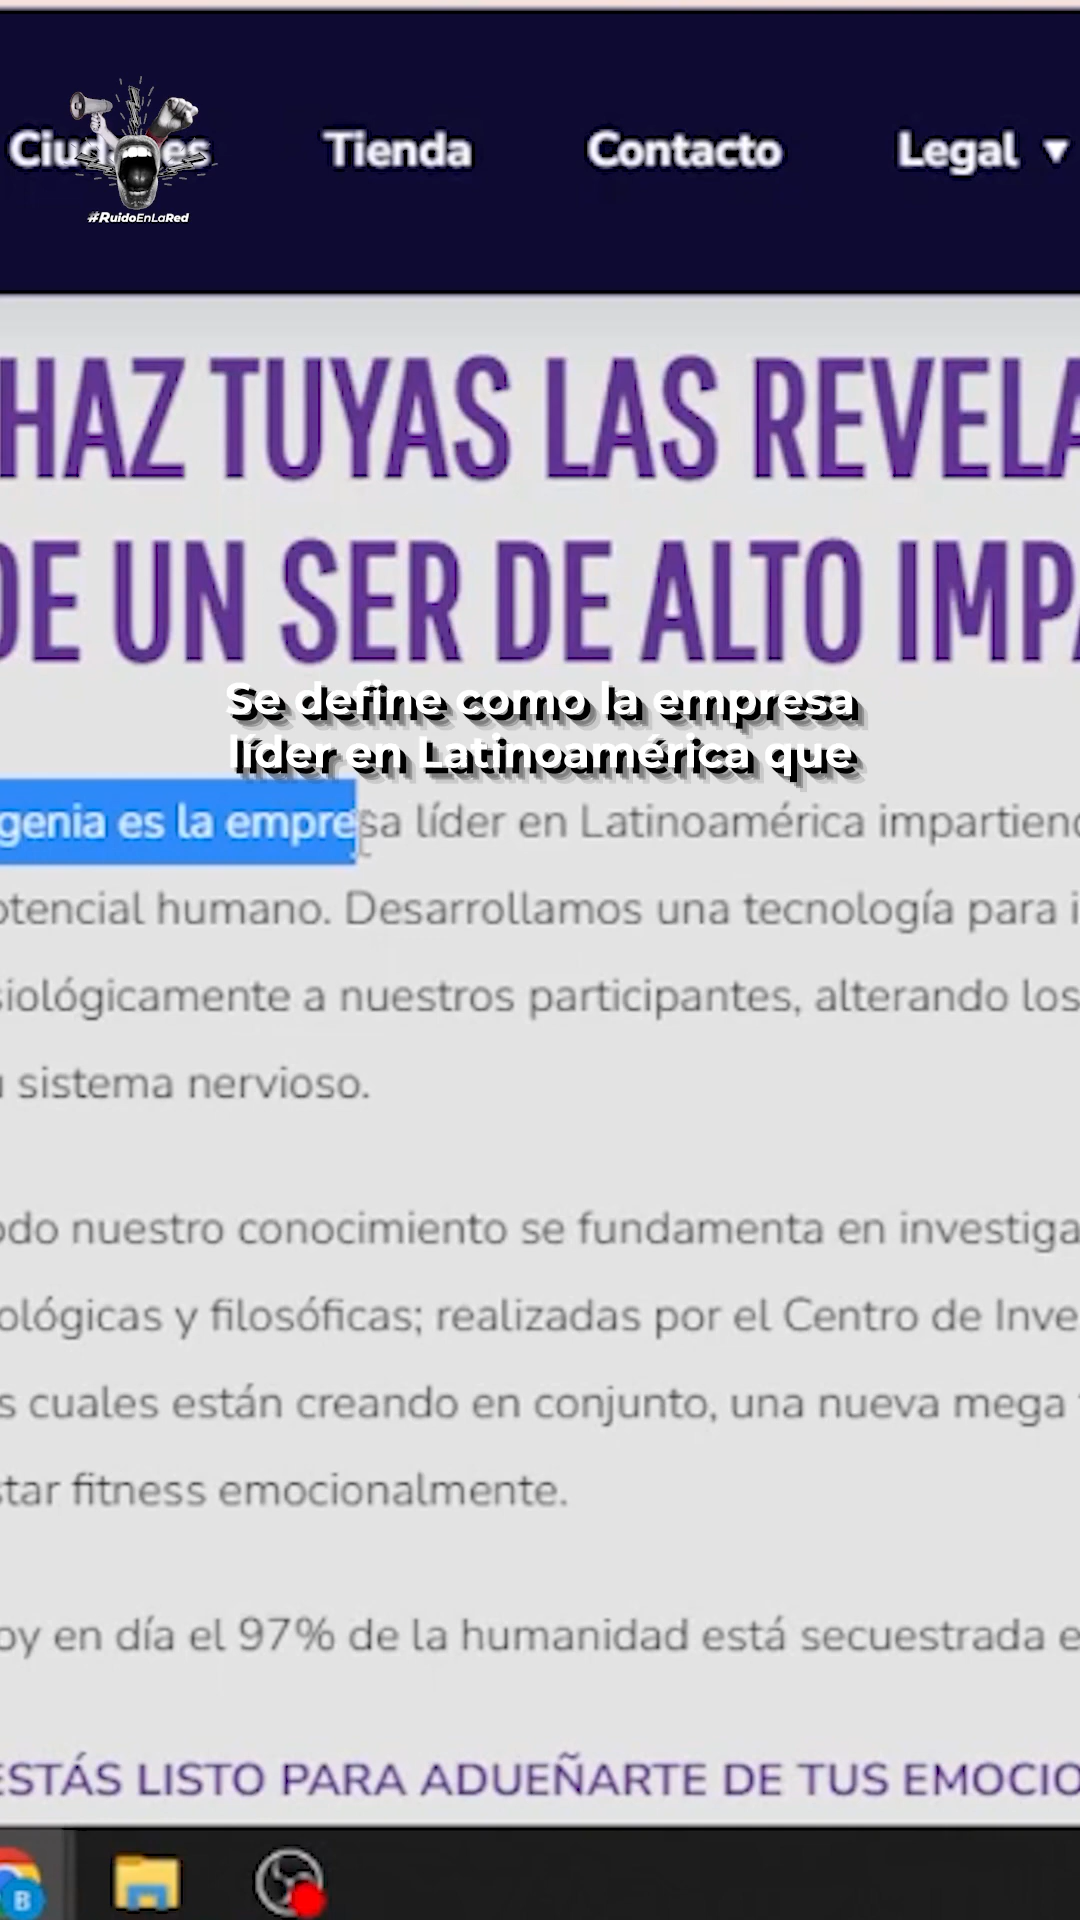 Ciud es
Tienda
Contacto
Legal ▼
#RuidoEnLaRed
HAZ TUYAS LAS REVELA
DE UN SER DE ALTO IMPA
Se define como la empresa
líder en Latinoamérica que
genia es la empresa líder en Latinoamérica impartiend
otencial humano. Desarrollamos una tecnología para i
siológicamente a nuestros participantes, alterando los
sistema nervioso.
odo nuestro conocimiento se fundamenta en investiga
ológicas y filosóficas; realizadas por el Centro de Inve
s cuales están creando en conjunto, una nueva mega
star fitness emocionalmente.
oy en día el 97% de la humanidad está secuestrada e
ESTÁS LISTO PARA ADUEÑARTE DE TUS EMOCIO
B